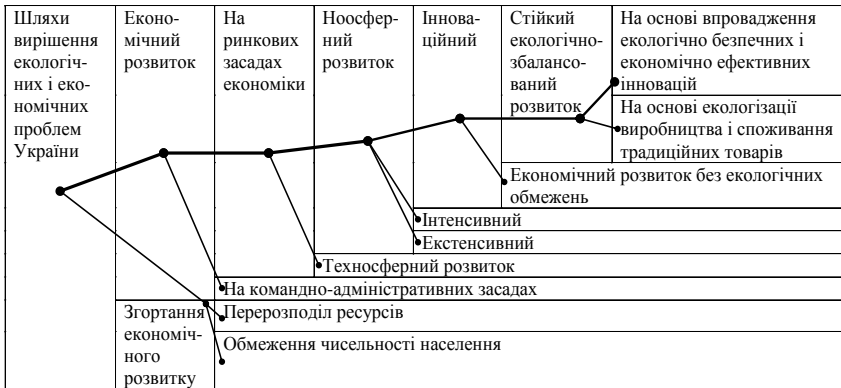 Шляхи
вирішення
екологіч-
них і еко-
номічних
проблем
України
Еконо-
мічний
розвиток
На
ринкових
засадах
економіки
Ноосфер-
ний
розвиток
Іннова-
ційний
Стійкий
екологічно-
збалансо-
ваний
розвиток
На основі впровадження
екологічно безпечних і
економічно ефективних
інновацій
На основі екологізації
виробництва і споживання
традиційних товарів
Економічний розвиток без екологічних
обмежень
Інтенсивний
Екстенсивний
Техносферний розвиток
На командно-адміністративних засадах
Згортання
економіч-
ного
розвитку
Перерозподіл ресурсів
Обмеження чисельності населення